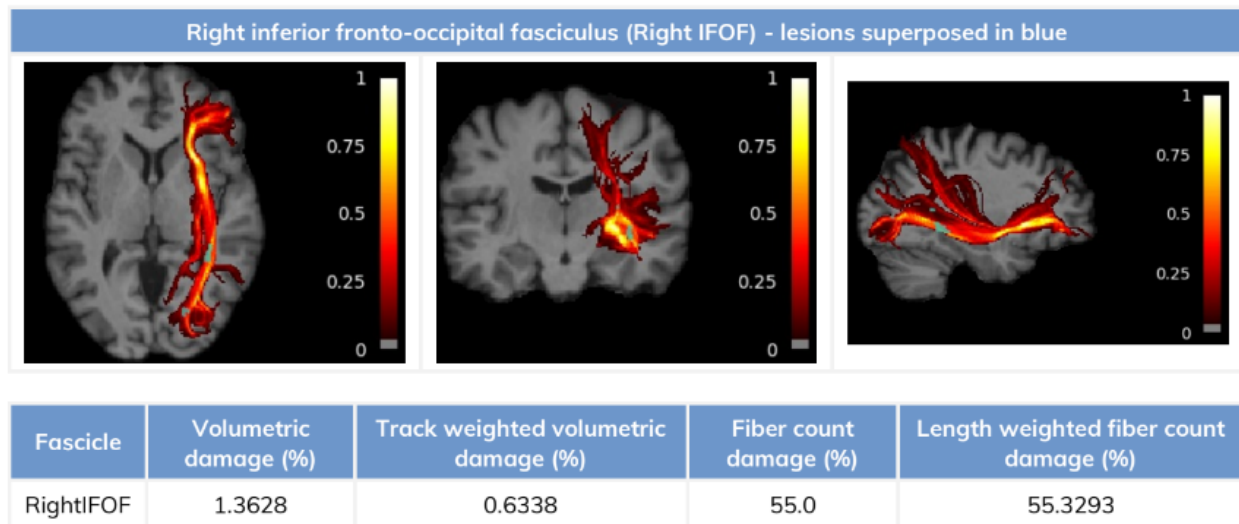 Right inferior fronto-occipital fasciculus (Right IFOF) - lesions superposed in blue
1
0.75
0.5
0.25
0
1
0.75
0.5
0.25
0
1
0.75
0.5
0.25
0
Fascicle
Volumetric
damage (%)
Track weighted volumetric
damage (%)
Fiber count
damage (%)
Length weighted fiber count
damage (%)
RightIFOF
1.3628
0.6338
55.0
55.3293